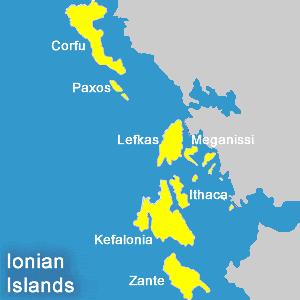 Corfu
Paxos
Lefkas
Meganissi
Ithaca
Kefalonia
Zante
Ionian
Islands